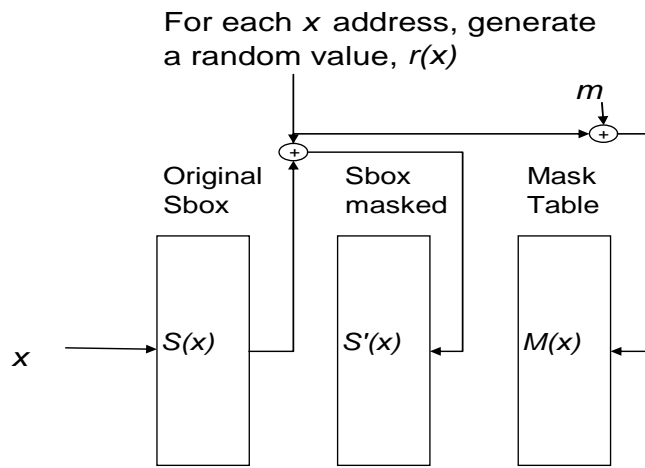 For each x address, generate
a random value, r(x)
m
+
+
Original
Sbox
Sbox
masked
Mask
Table
x
S(x)
S'(x)
M(x)